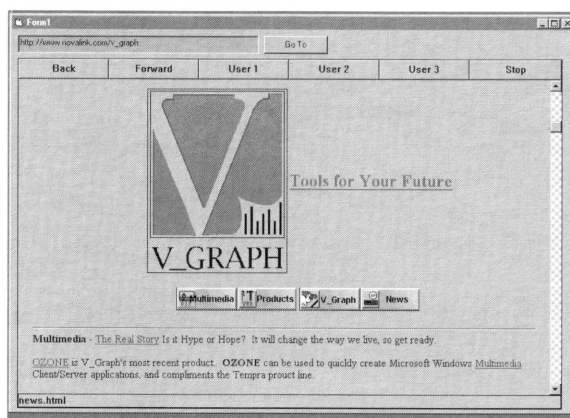 Form1
http://www.novalink.com/v_graph
Go To
Back Forward User 1 User 2 User 3 Stop
V
Tools for Your Future
V_GRAPH
Multimedia Products V_Graph News
Multimedia - The Real Story Is it Hype or Hope? It will change the way we live, so get ready.
OZONE is V_Graph's most recent product. OZONE can be used to quickly create Microsoft Windows Multimedia
Client/Server applications, and compliments the Tempra prouct line.
news.html